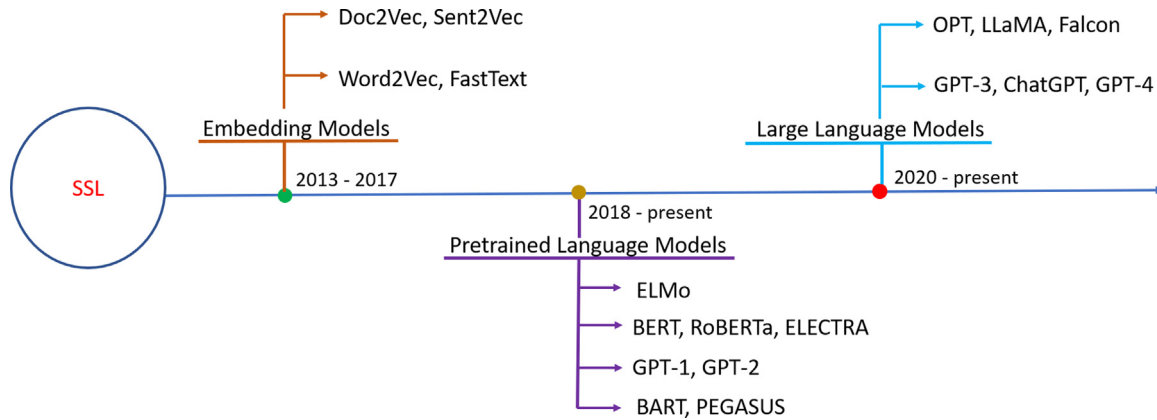 Doc2Vec, Sent2Vec
Word2Vec, FastText
Embedding Models
SSL
2013 - 2017
OPT, LLaMA, Falcon
GPT-3, ChatGPT, GPT-4
Large Language Models
2020 - present
2018 - present
Pretrained Language Models
ELMo
BERT, RoBERTa, ELECTRA
GPT-1, GPT-2
BART, PEGASUS